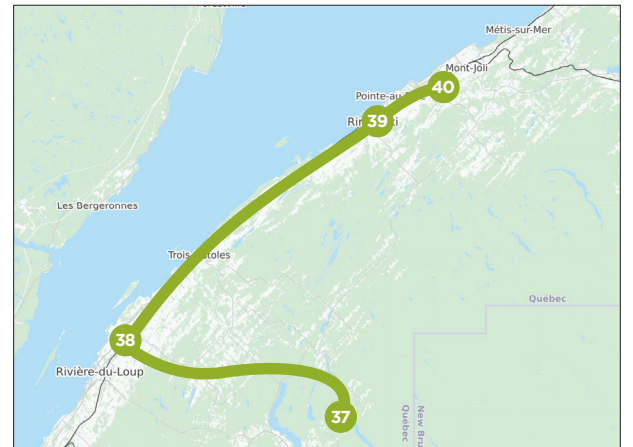 Métis-sur-Mer
Mont-Joli
40
39
Les Bergeronnes
Québec
38
Rivière-du-Loup
37
Québec
New Bru